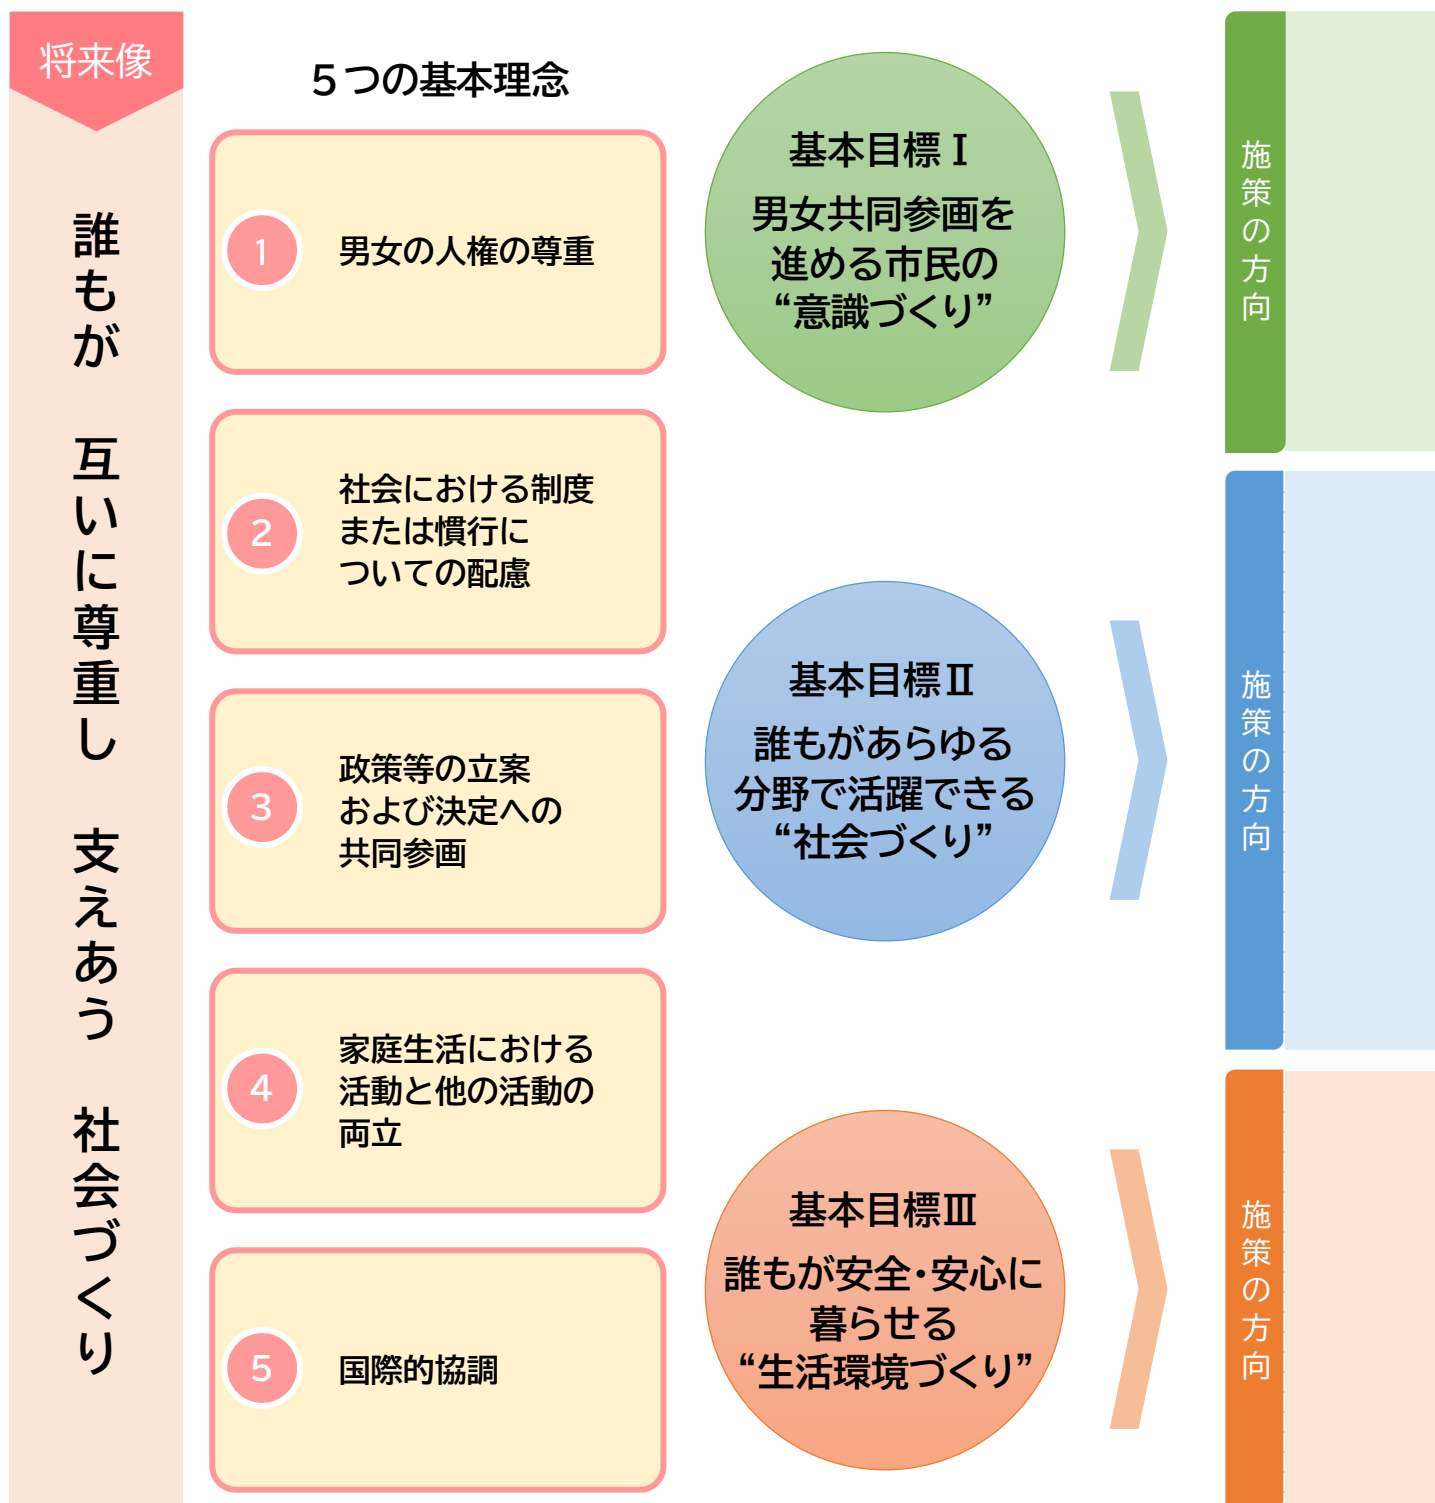 将来像
誰もが 互いに尊重し 支えあう 社会づくり
５つの基本理念
1
男女の人権の尊重
2
社会における制度
または慣行に
ついての配慮
3
政策等の立案
および決定への
共同参画
4
家庭生活における
活動と他の活動の
両立
5
国際的協調
基本目標Ⅰ
男女共同参画を
進める市民の
“意識づくり”
基本目標Ⅱ
誰もがあらゆる
分野で活躍できる
“社会づくり”
基本目標Ⅲ
誰もが安全・安心に
暮らせる
“生活環境づくり”
施策の方向
施策の方向
施策の方向